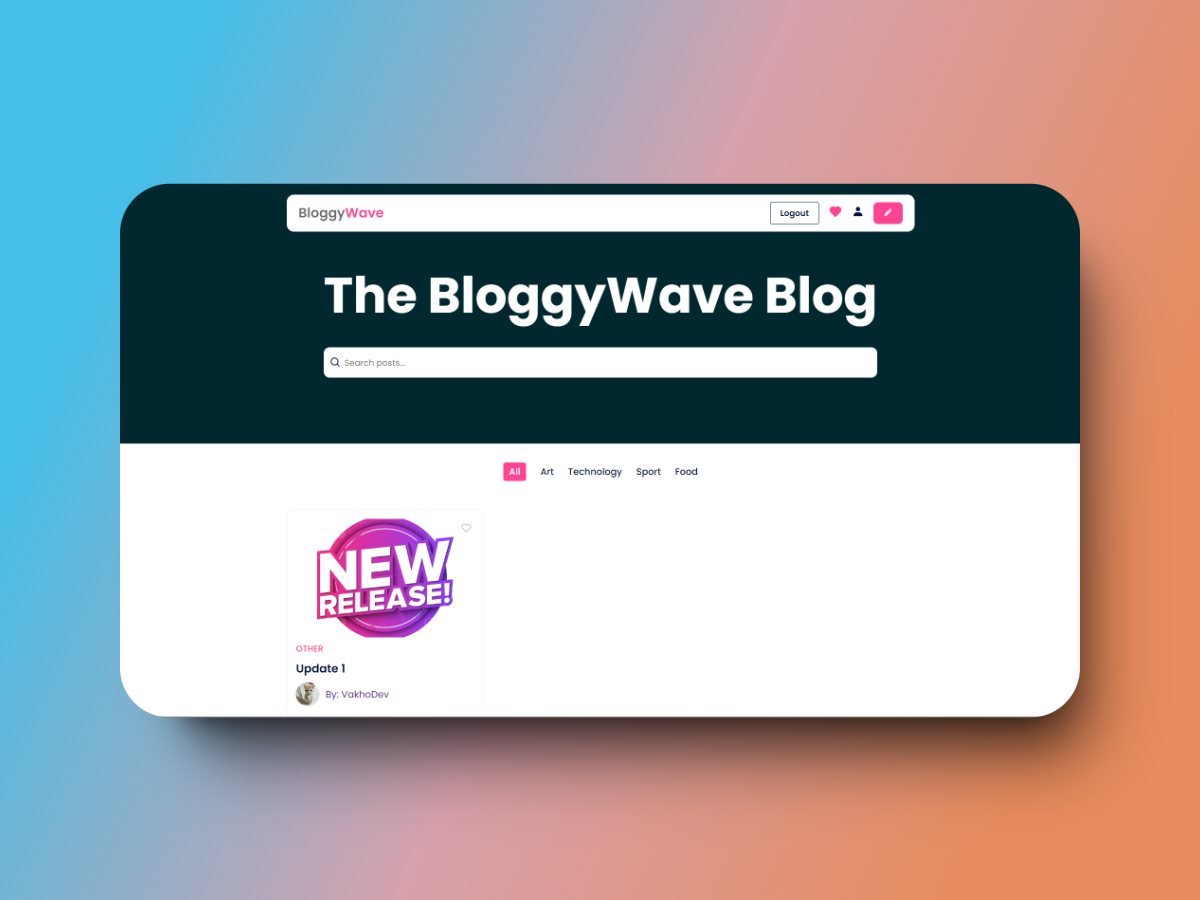 BloggyWave
Logout
The BloggyWave Blog
Search posts...
All Art Technology Sport Food
NEW
RELEASE!
OTHER
Update 1
By: VakhoDev